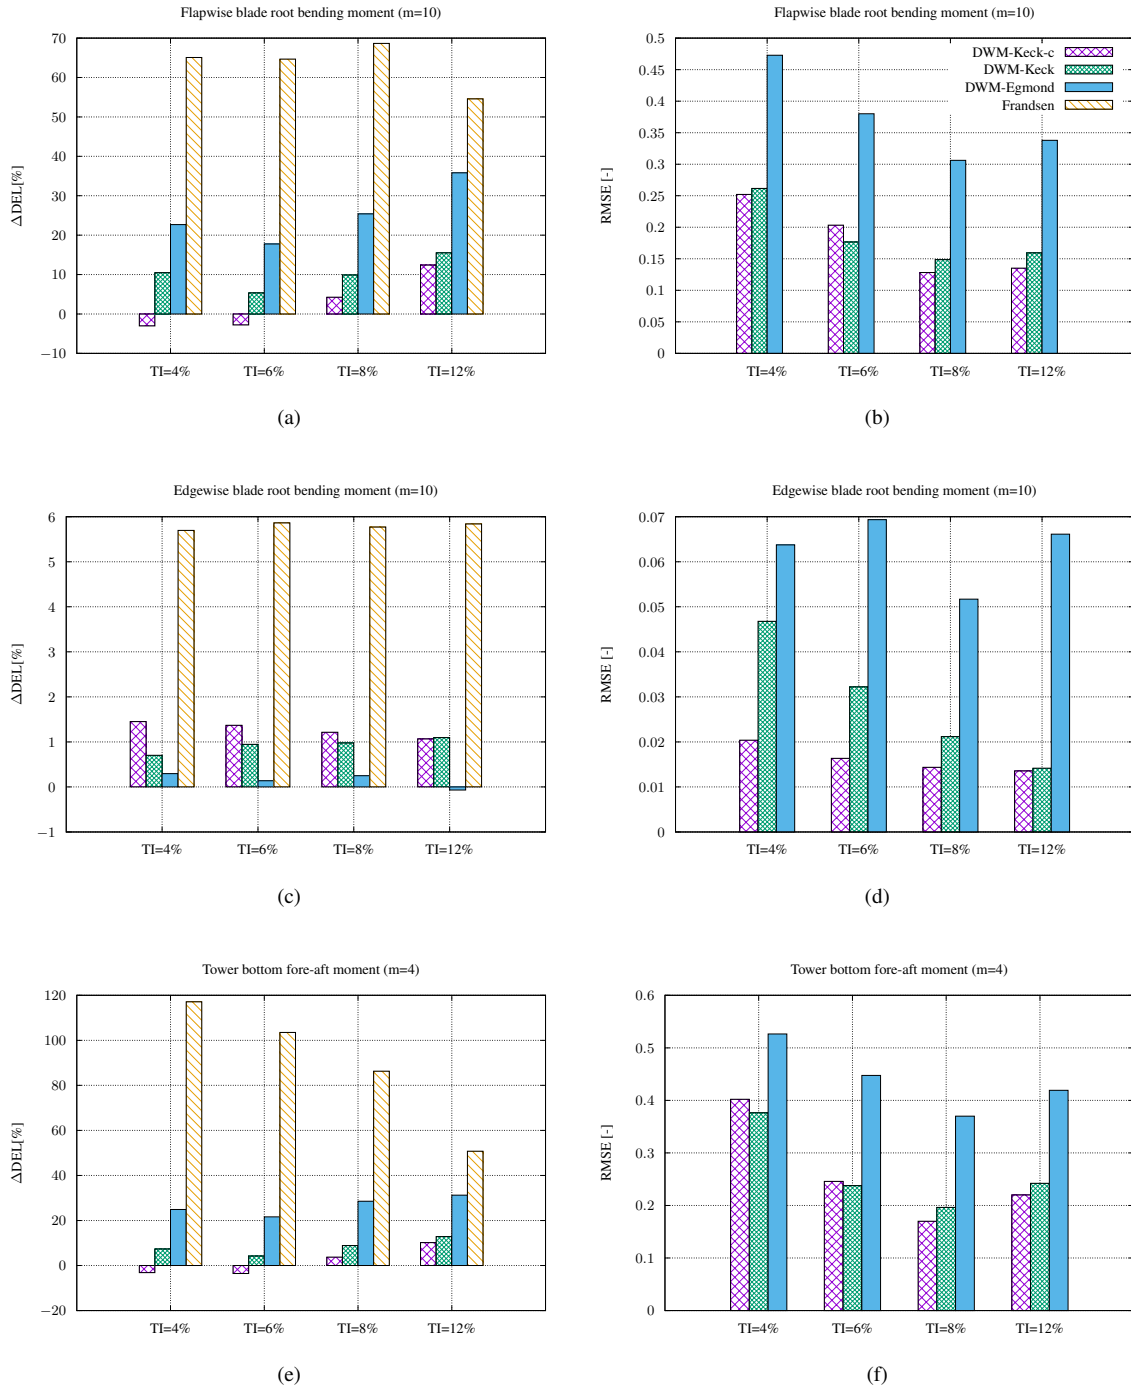 Flapwise blade root bending moment (m=10)
70
60
50
40
30
20
10
0
−10
ΔDEL[%]
TI=4% TI=6% TI=8% TI=12%
(a)
Flapwise blade root bending moment (m=10)
0.5
0.45
0.4
0.35
0.3
0.25
0.2
0.15
0.1
0.05
0
RMSE [-]
DWM-Keck-c
DWM-Keck
DWM-Egmond
Frandsen
TI=4% TI=6% TI=8% TI=12%
(b)
Edgewise blade root bending moment (m=10)
6
5
4
3
2
1
0
−1
ΔDEL[%]
TI=4% TI=6% TI=8% TI=12%
(c)
Edgewise blade root bending moment (m=10)
0.07
0.06
0.05
0.04
0.03
0.02
0.01
0
RMSE [-]
TI=4% TI=6% TI=8% TI=12%
(d)
Tower bottom fore-aft moment (m=4)
120
100
80
60
40
20
0
−20
ΔDEL[%]
TI=4% TI=6% TI=8% TI=12%
(e)
Tower bottom fore-aft moment (m=4)
0.6
0.5
0.4
0.3
0.2
0.1
0
RMSE [-]
TI=4% TI=6% TI=8% TI=12%
(f)